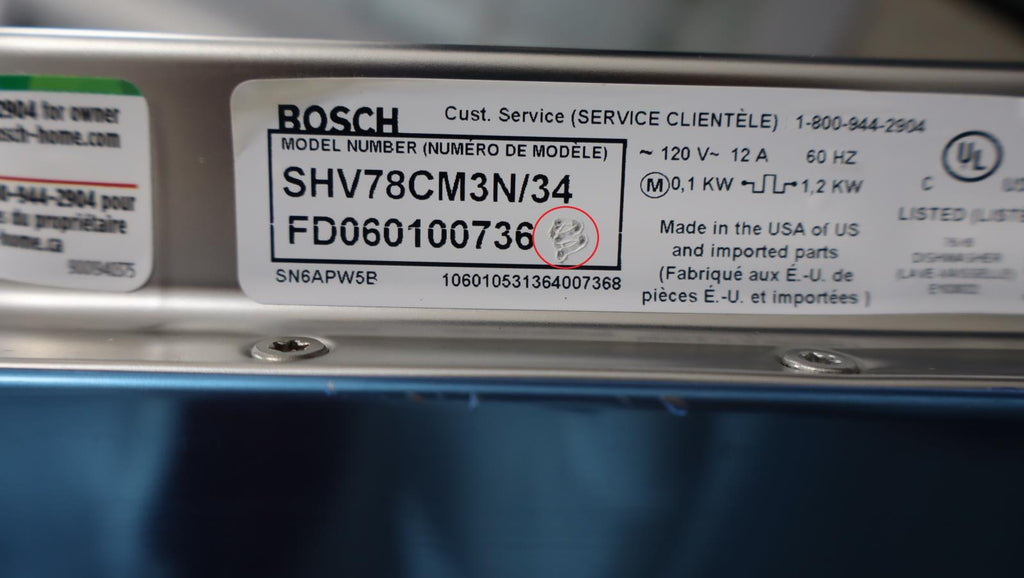 2904 for owner
sch-home.com
0-944-2904 pour
s du propriétaire
-home.ca
BOSCH
Cust. Service (SERVICE CLIENTÈLE) 1-800-944-2904
MODEL NUMBER (NUMÉRO DE MODÈLE)
SHV78CM3N/34
FD060100736
SN6APW5B
106010531364007368
~ 120 V~ 12 A 60 HZ
M 0,1 KW 1,2 KW
Made in the USA of US
and imported parts
(Fabriqué aux É.-U. de
pièces É.-U. et importées )
UL
C
LISTED
DISHWASHER